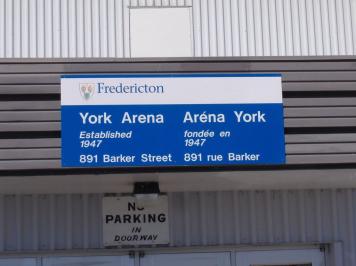 Fredericton
York Arena Aréna York
Established fondée en
1947 1947
891 Barker Street 891 rue Barker
NO
PARKING
IN
DOORWAY